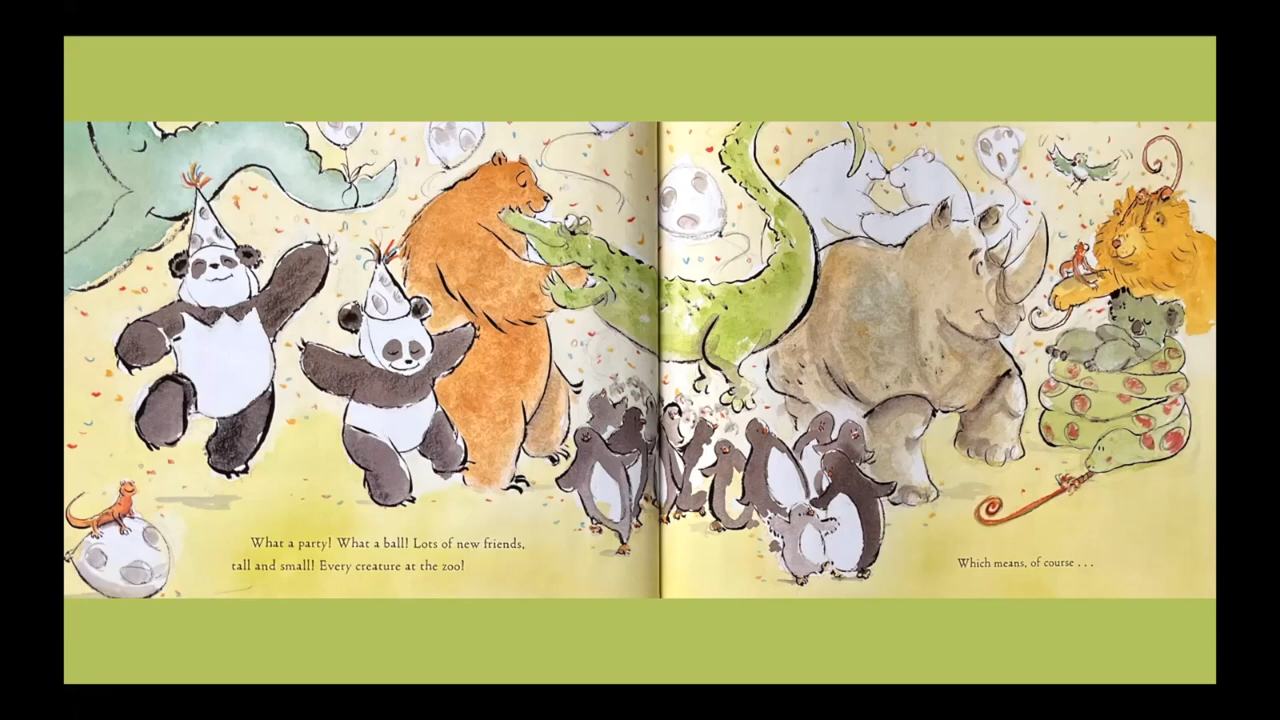 What a party! What a ball! Lots of new friends,
tall and small! Every creature at the zoo!
Which means, of course . . .